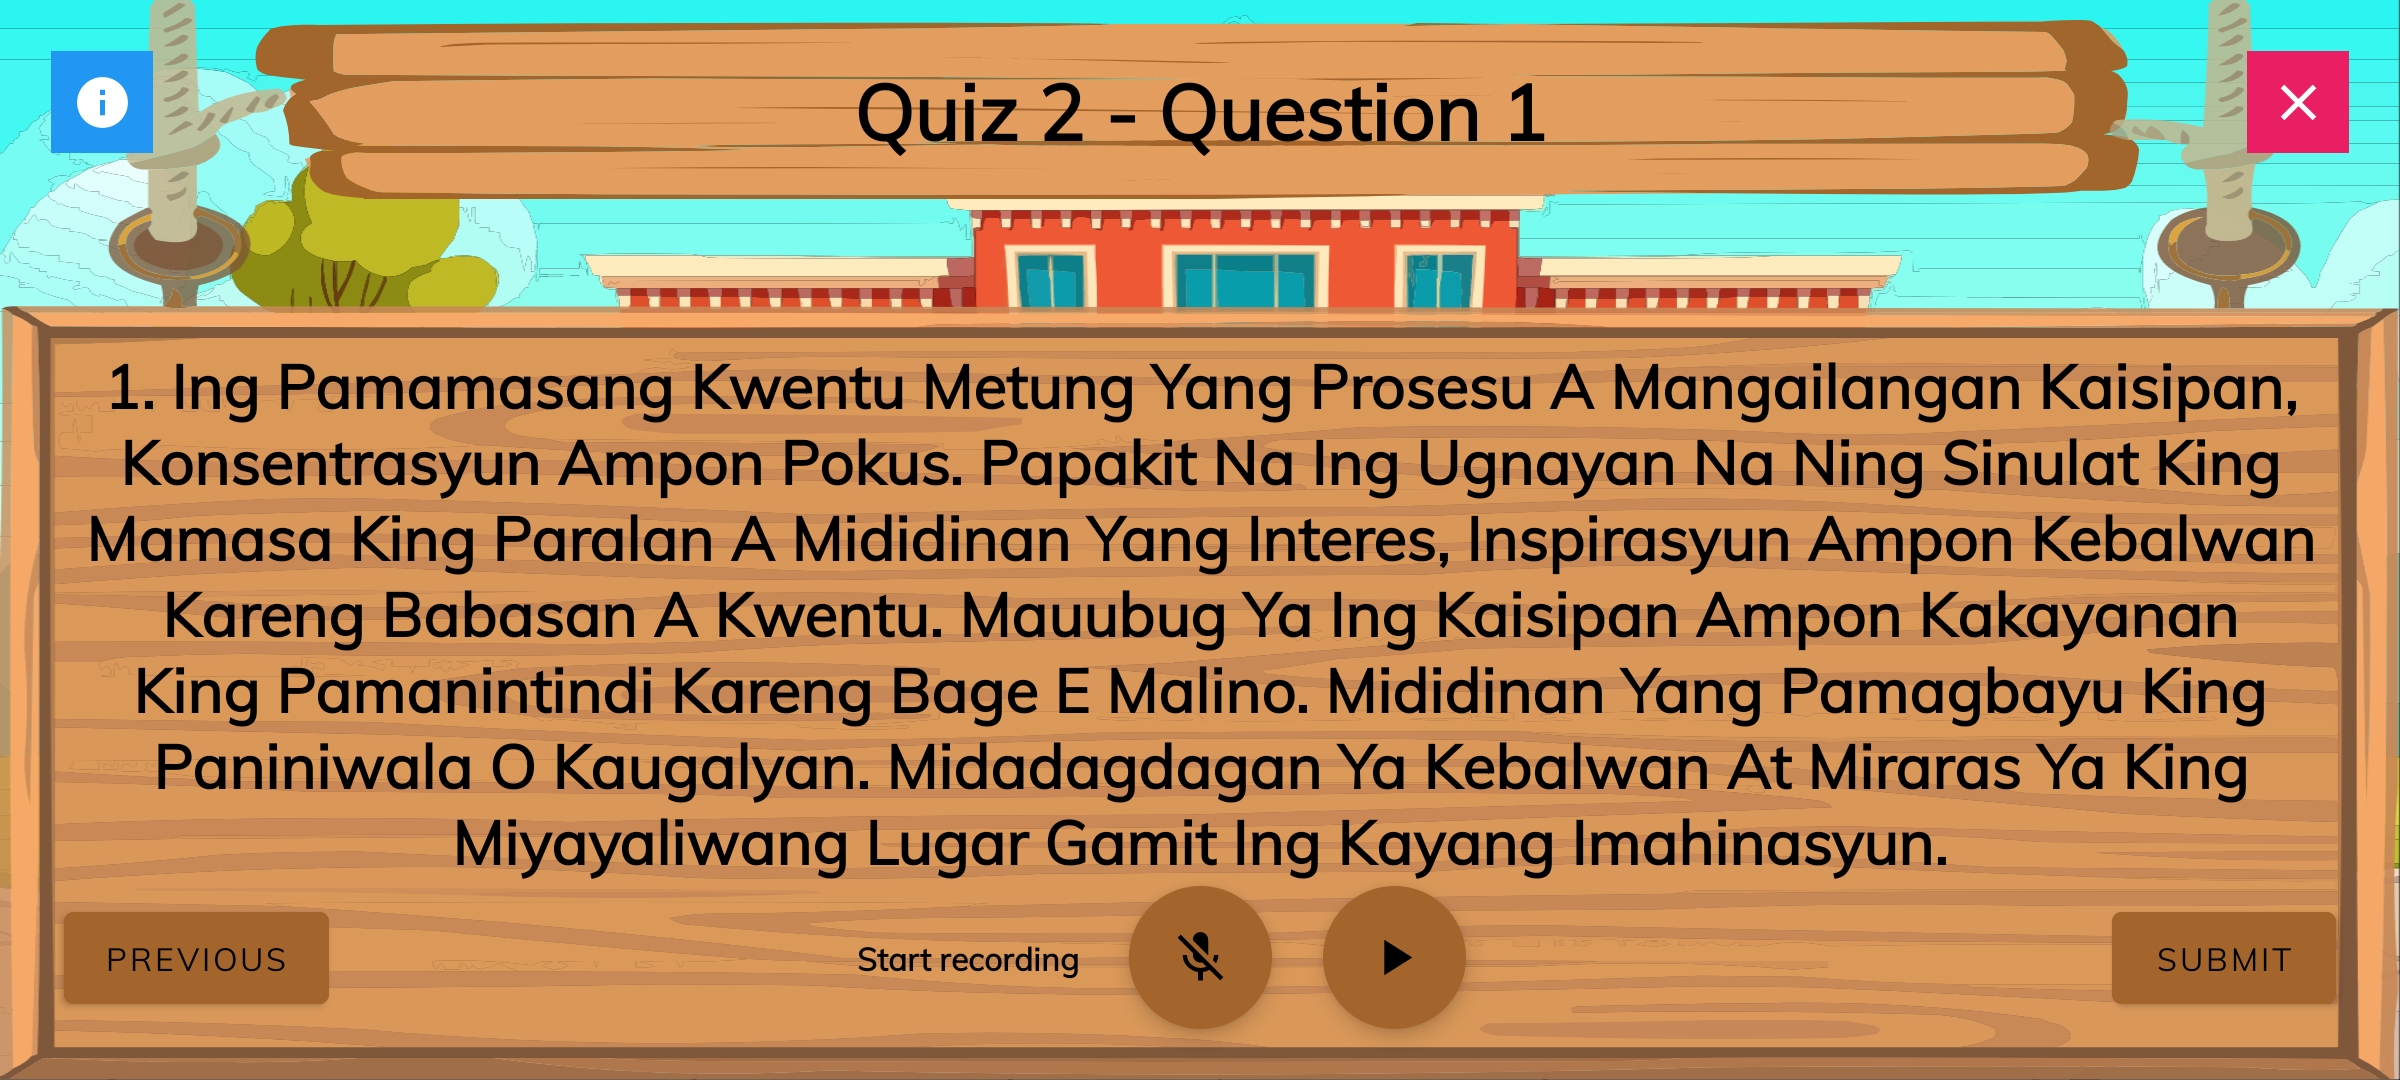 Quiz 2 - Question 1
1. Ing Pamamasang Kwentu Metung Yang Prosesu A Mangailangan Kaisipan,
Konsentrasyun Ampon Pokus. Papakit Na Ing Ugnayan Na Ning Sinulat King
Mamasa King Paralan A Mididinan Yang Interes, Inspirasyun Ampon Kebalwan
Kareng Babasan A Kwentu. Mauubug Ya Ing Kaisipan Ampon Kakayanan
King Pamanintindi Kareng Bage E Malino. Mididinan Yang Pamagbayu King
Paniniwala O Kaugalyan. Midadagdagan Ya Kebalwan At Miraras Ya King
Miyayaliwang Lugar Gamit Ing Kayang Imahinasyun.
PREVIOUS
Start recording
SUBMIT